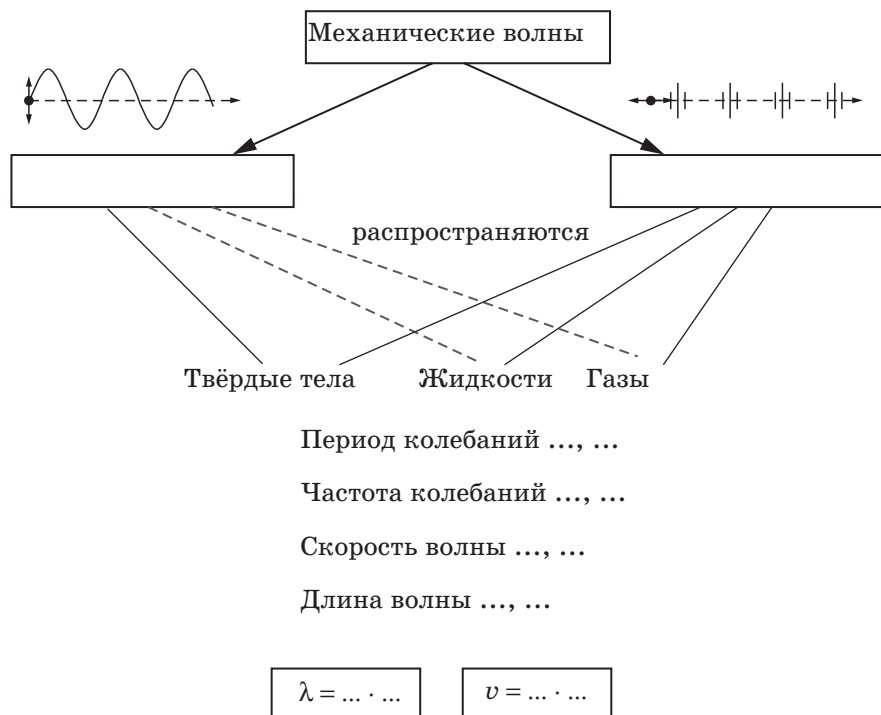 Механические волны
распространяются
Твёрдые тела Жидкости Газы
Период колебаний ..., ...
Частота колебаний ..., ...
Скорость волны ..., ...
Длина волны ..., ...
λ = ... · ... v = ... · ...